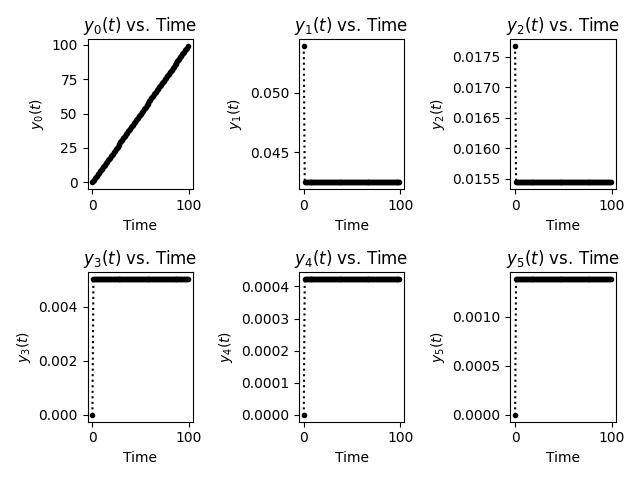 y₀(t) vs. Time y₁(t) vs. Time y₂(t) vs. Time
100
75
50
25
0
y₀(t)
0 100
Time
0.050
0.045
y₁(t)
0 100
Time
0.0175
0.0170
0.0165
0.0160
0.0155
y₂(t)
0 100
Time
y₃(t) vs. Time y₄(t) vs. Time y₅(t) vs. Time
0.004
0.002
0.000
y₃(t)
0 100
Time
0.0004
0.0003
0.0002
0.0001
0.0000
y₄(t)
0 100
Time
0.0010
0.0005
0.0000
y₅(t)
0 100
Time